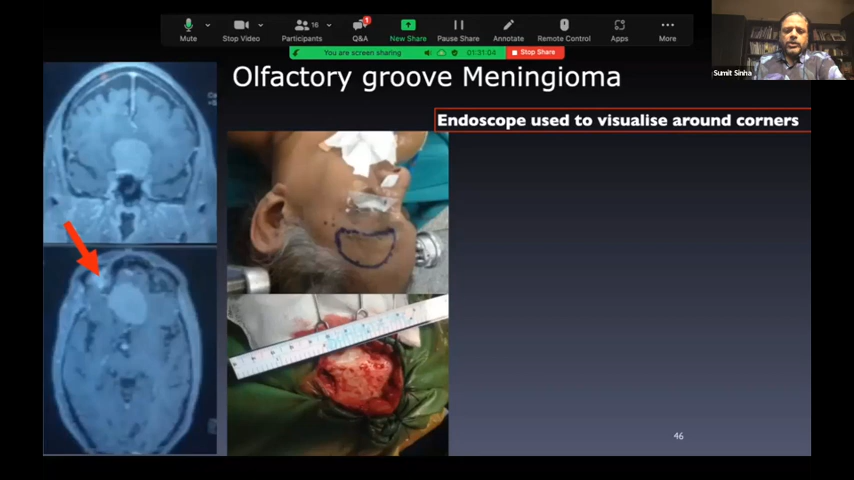 16
1
Mute
Stop Video
Participants
Q&A
New Share
Pause Share
Annotate
Remote Control
Apps
More
You are screen sharing
01:31:04
Stop Share
Sumit Sinha
Olfactory groove Meningioma
Endoscope used to visualise around corners
46